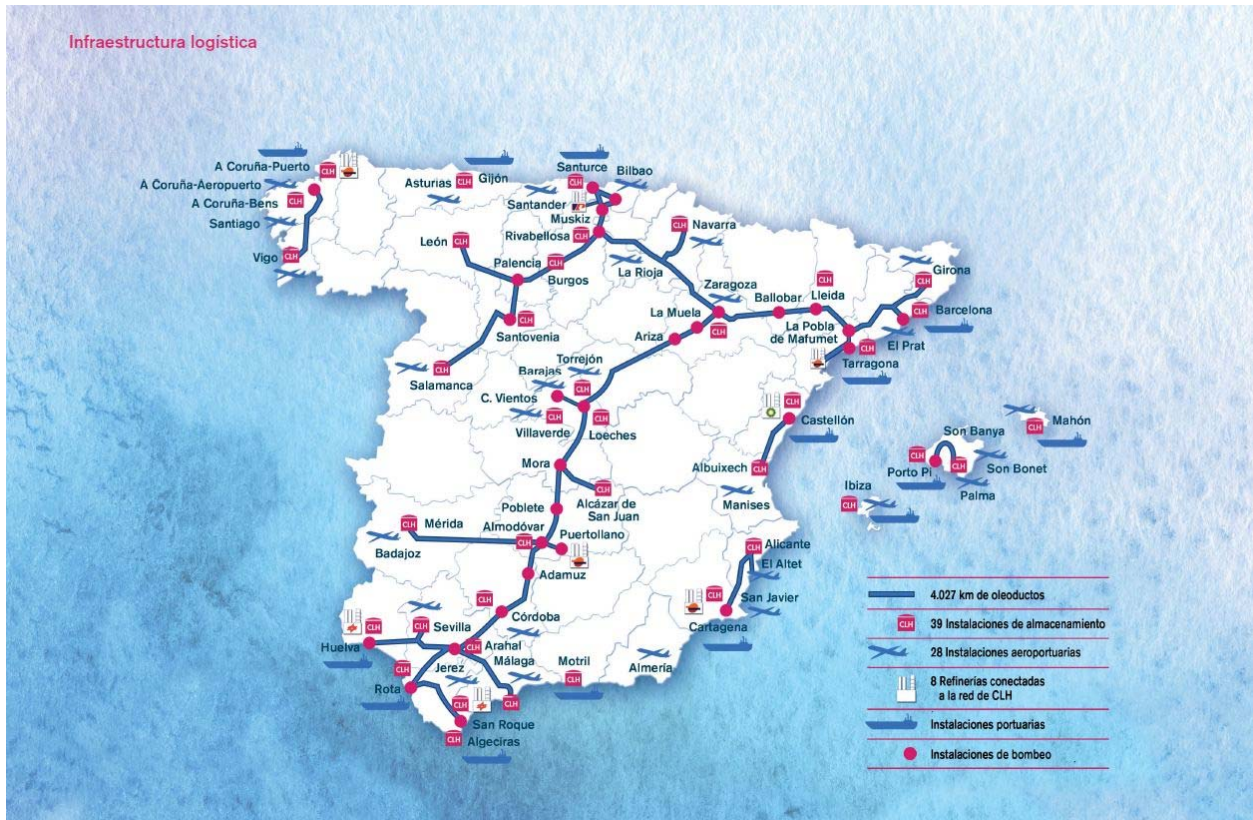 Infraestructura logística
A Coruña-Puerto
A Coruña-Aeropuerto
A Coruña-Bens
Santiago
Vigo
Asturias
CLH
Gijón
Santurce
Bilbao
Santander
Muskiz
Rivabellosa
León
Palencia
Burgos
Santovenia
Salamanca
La Rioja
Navarra
Zaragoza
La Muela
Ariza
Ballobar
Lleida
La Pobla
de Mafumet
Tarragona
Girona
Barcelona
El Prat
Torrejón
Barajas
C. Vientos
Villaverde
Loeches
Mora
Alcázar de
San Juan
Poblete
Almodóvar
Puertollano
Mérida
Badajoz
Adamuz
Córdoba
Castellón
Albuixech
Manises
Alicante
El Altet
San Javier
Cartagena
Son Banya
Mahón
Porto Pi
Son Bonet
Palma
Ibiza
Sevilla
Huelva
Arahal
Jerez
Málaga
Motril
Almería
Rota
San Roque
Algeciras
4.027 km de oleoductos
CLH
39 Instalaciones de almacenamiento
28 Instalaciones aeroportuarias
8 Refinerías conectadas
a la red de CLH
Instalaciones portuarias
Instalaciones de bombeo